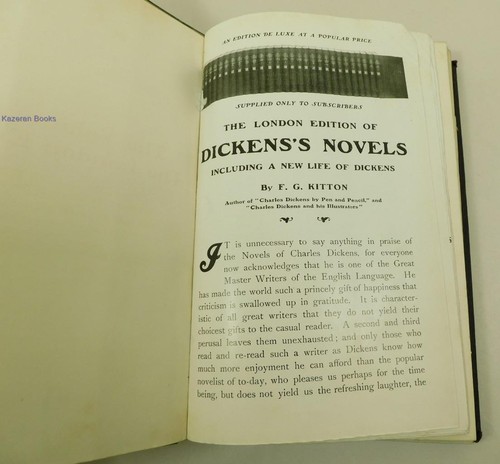 Kazeran Books
AN EDITION DE LUXE AT A POPULAR PRICE
SUPPLIED ONLY TO SUBSCRIBERS
THE LONDON EDITION OF
DICKENS'S NOVELS
INCLUDING A NEW LIFE OF DICKENS
By F. G. KITTON
Author of "Charles Dickens by Pen and Pencil," and
"Charles Dickens and his Illustrators"
IT is unnecessary to say anything in praise of
the Novels of Charles Dickens, for everyone
now acknowledges that he is one of the Great
Master Writers of the English Language. He
has made the world such a princely gift of happiness that
criticism is swallowed up in gratitude. It is character-
istic of all great writers that they do not yield their
choicest gifts to the casual reader. A second and third
perusal leaves them unexhausted; and only those who
read and re-read such a writer as Dickens know how
much more enjoyment he can afford than the popular
novelist of to-day, who pleases us perhaps for the time
being, but does not yield us the refreshing laughter, the